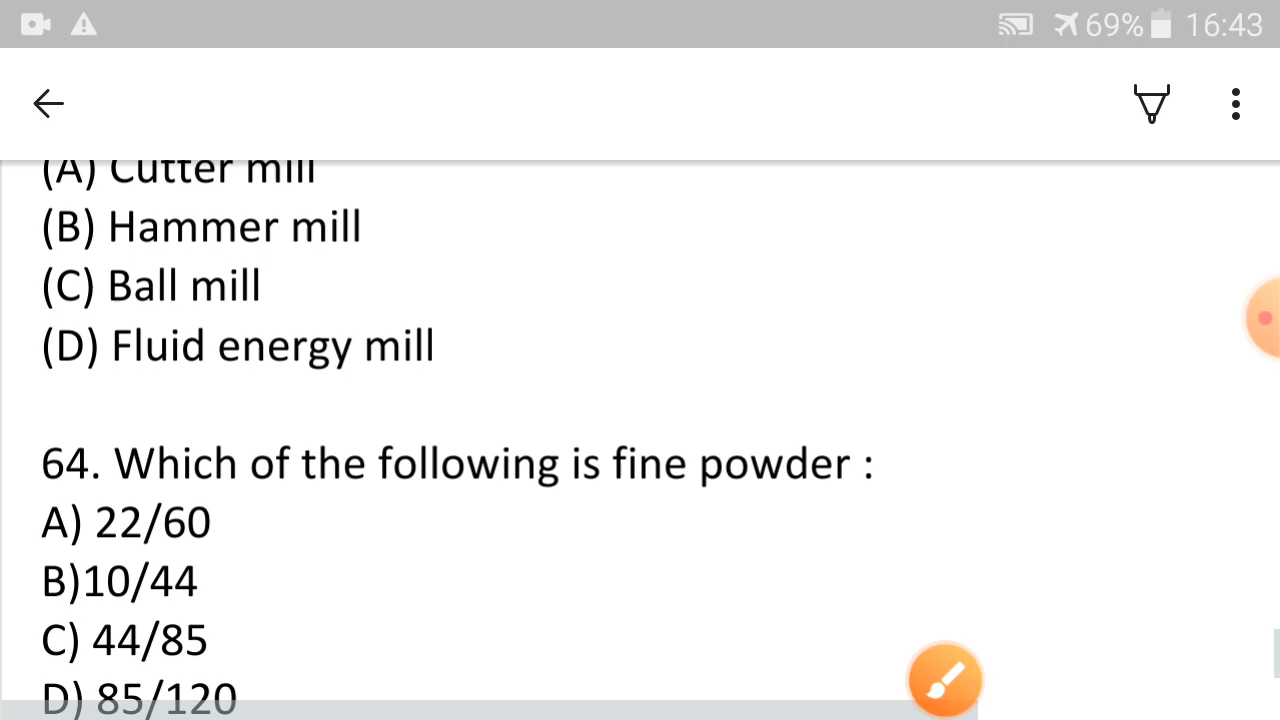 69% 16:43
(A) Cutter mill
(B) Hammer mill
(C) Ball mill
(D) Fluid energy mill
64. Which of the following is fine powder :
A) 22/60
B)10/44
C) 44/85
D) 85/120